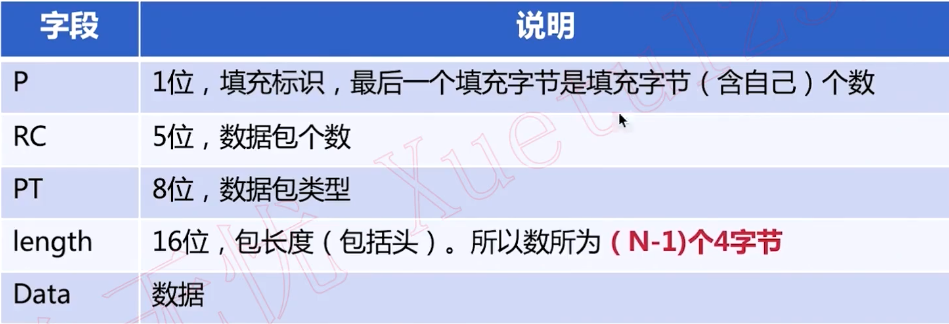 字段 说明
P 1位，填充标识，最后一个填充字节是填充字节（含自己）个数
RC 5位，数据包个数
PT 8位，数据包类型
length 16位，包长度（包括头）。所以数所为（N-1)个4字节
Data 数据